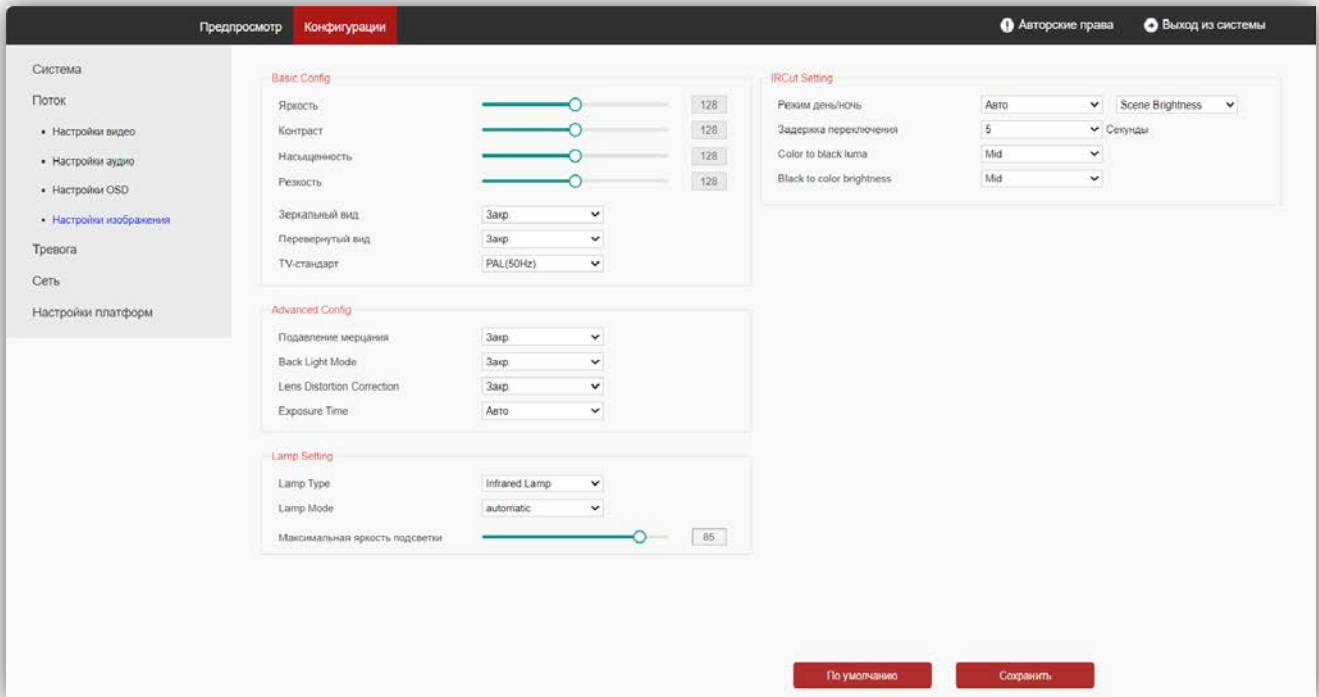 Предпросмотр Конфигурации Авторские права Выход из системы
Система
Поток
• Настройки видео
• Настройки аудио
• Настройки OSD
• Настройки изображения
Тревога
Сеть
Настройки платформ
Basic Config
Яркость 128
Контраст 128
Насыщенность 128
Резкость 128
Зеркальный вид Закр.
Перевернутый вид Закр.
TV-стандарт PAL(50Hz)
Advanced Config
Подавление мерцания Закр.
Back Light Mode Закр.
Lens Distortion Correction Закр.
Exposure Time Авто
Lamp Setting
Lamp Type Infrared Lamp
Lamp Mode automatic
Максимальная яркость подсветки 85
IRCut Setting
Режим день/ночь Авто Scene Brightness
Задержка переключения 5 Секунды
Color to black luma Mid
Black to color brightness Mid
По умолчанию Сохранить